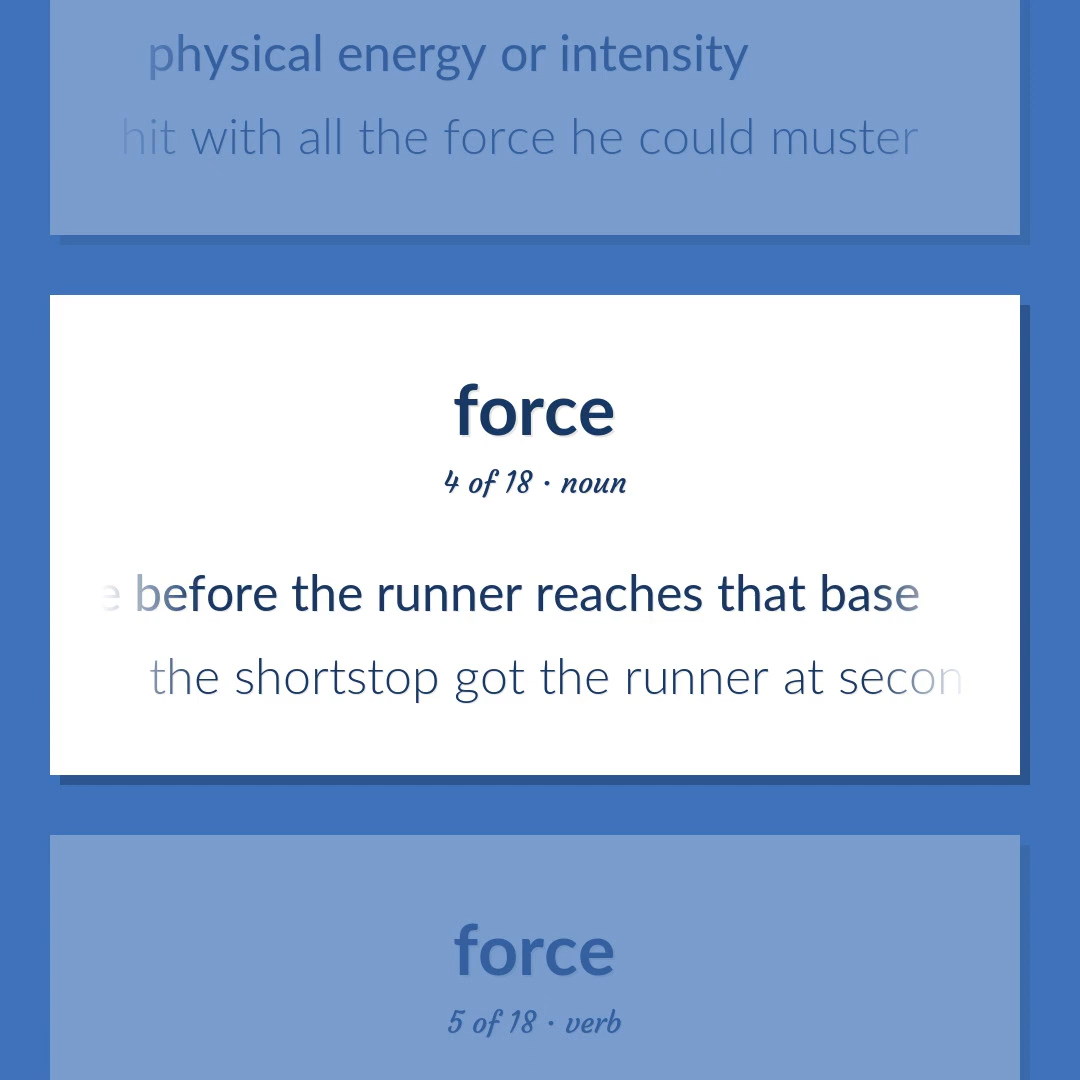 physical energy or intensity
hit with all the force he could muster
force
4 of 18 · noun
e before the runner reaches that base
the shortstop got the runner at secon
force
5 of 18 · verb